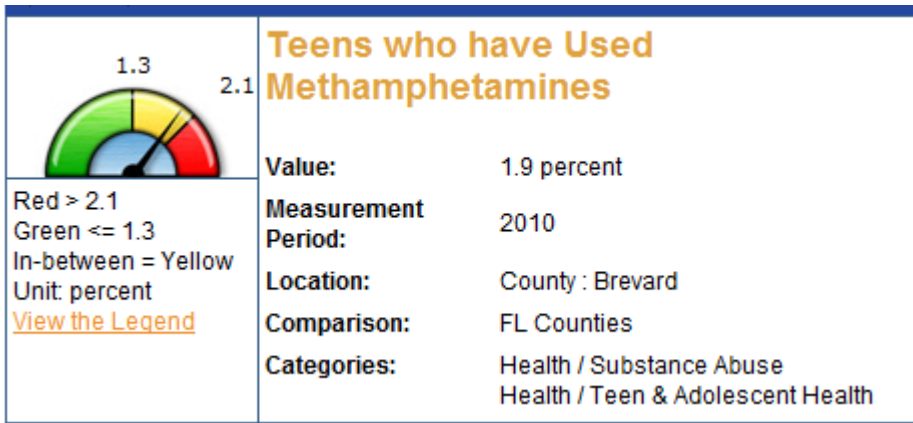 1.3
2.1
Red > 2.1
Green <= 1.3
In-between = Yellow
Unit: percent
View the Legend
Teens who have Used
Methamphetamines
Value: 1.9 percent
Measurement
Period: 2010
Location: County : Brevard
Comparison: FL Counties
Categories: Health / Substance Abuse
Health / Teen & Adolescent Health